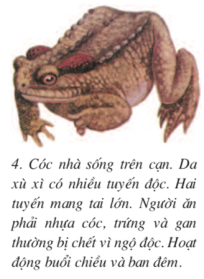 4. Cóc nhà sống trên cạn. Da
xù xì có nhiều tuyến độc. Hai
tuyến mang tai lớn. Người ăn
phải nhựa cóc, trứng và gan
thường bị chết vì ngộ độc. Hoạt
động buổi chiều và ban đêm.